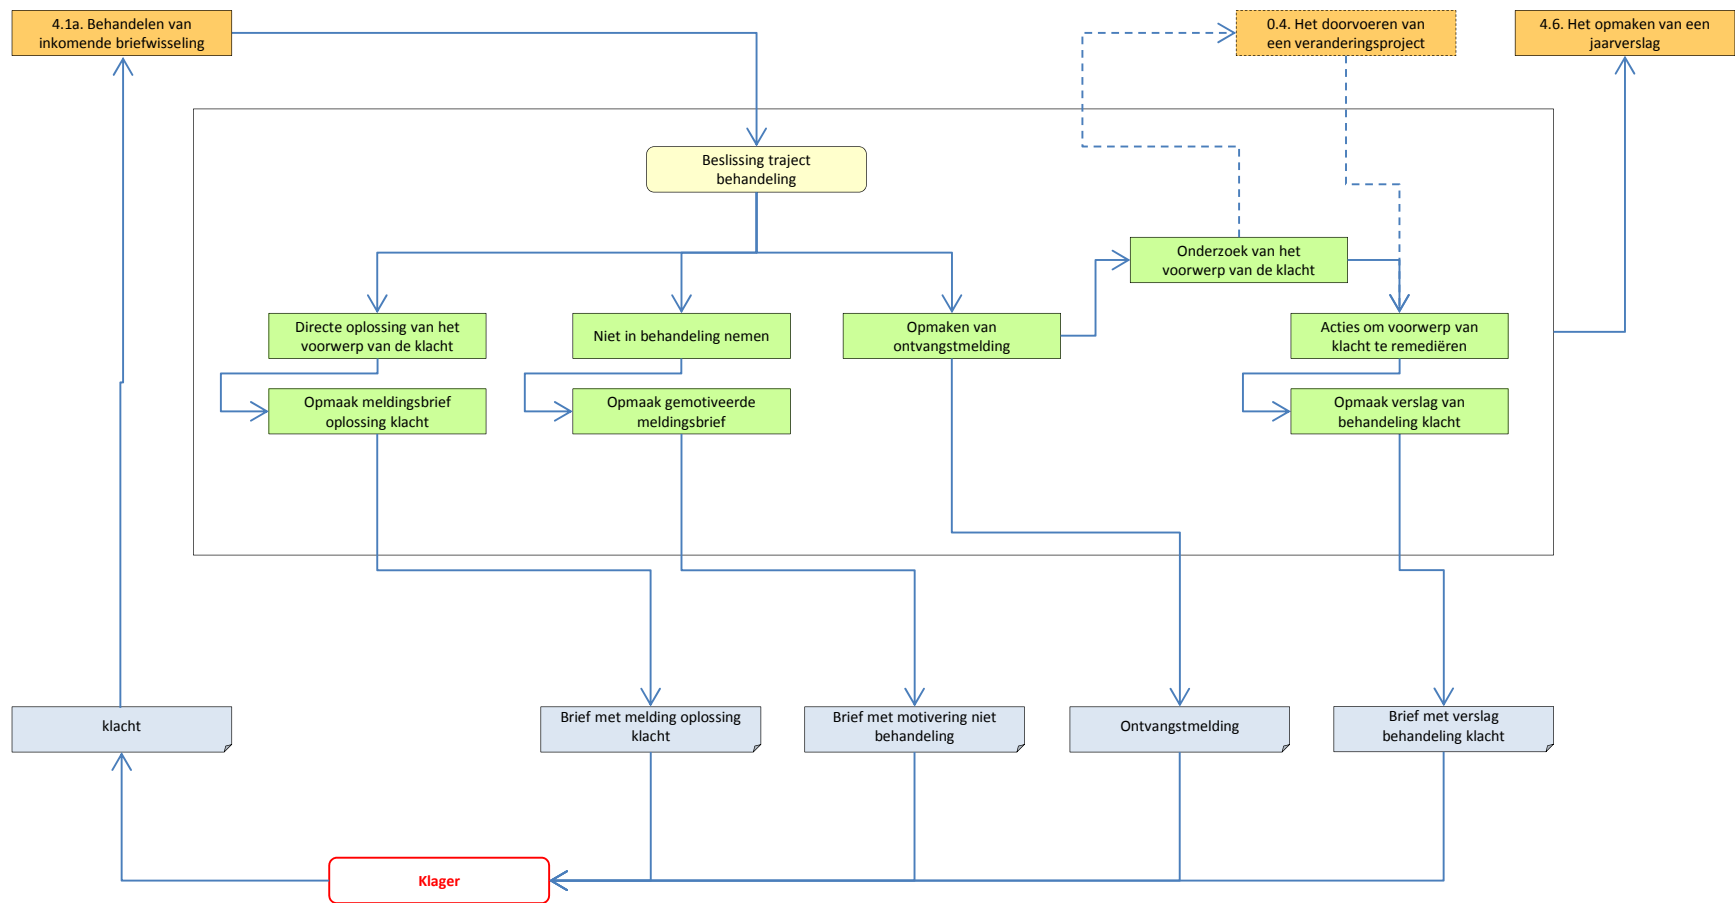 4.1a. Behandelen van
inkomende briefwisseling
0.4. Het doorvoeren van
een veranderingsproject
4.6. Het opmaken van een
jaarverslag
Beslissing traject
behandeling
Onderzoek van het
voorwerp van de klacht
Directe oplossing van het
voorwerp van de klacht
Niet in behandeling nemen
Opmaken van
ontvangstmelding
Acties om voorwerp van
klacht te remediëren
Opmaak meldingsbrief
oplossing klacht
Opmaak gemotiveerde
meldingsbrief
Opmaak verslag van
behandeling klacht
klacht
Brief met melding oplossing
klacht
Brief met motivering niet
behandeling
Ontvangstmelding
Brief met verslag
behandeling klacht
Klager